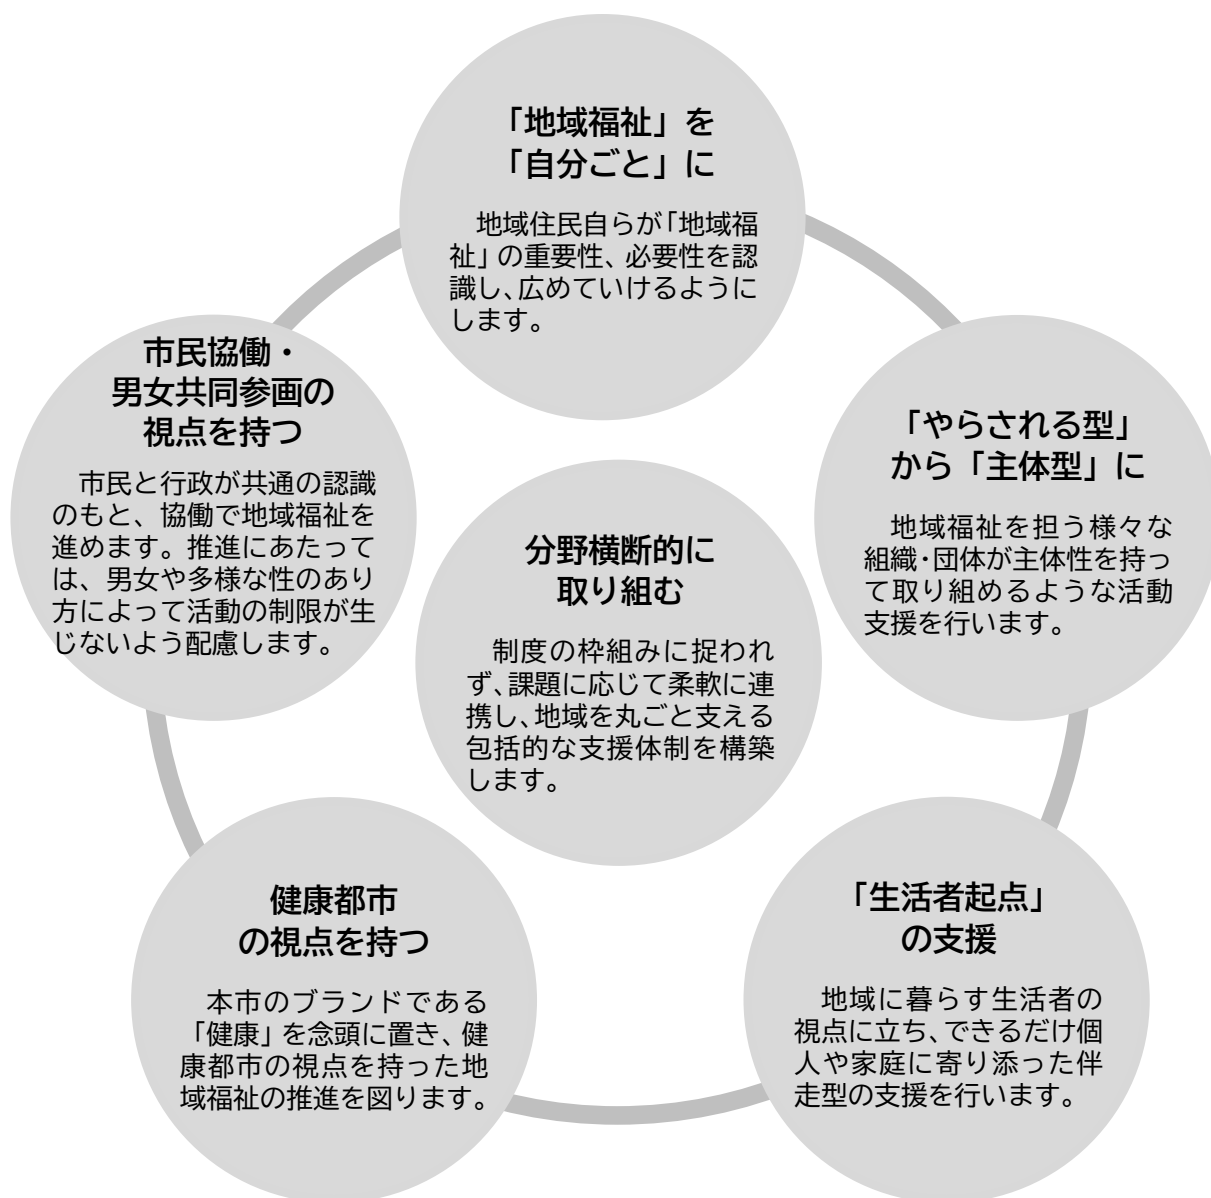 「地域福祉」を
「自分ごと」に
地域住民自らが「地域福
祉」の重要性、必要性を認
識し、広めていけるように
します。
市民協働・
男女共同参画の
視点を持つ
市民と行政が共通の認識
のもと、協働で地域福祉を
進めます。推進にあたって
は、男女や多様な性のあり
方によって活動の制限が生
じないよう配慮します。
「やらされる型」
から「主体型」に
地域福祉を担う様々な
組織・団体が主体性を持っ
て取り組めるような活動
支援を行います。
分野横断的に
取り組む
制度の枠組みに捉われ
ず、課題に応じて柔軟に連
携し、地域を丸ごと支える
包括的な支援体制を構築
します。
健康都市
の視点を持つ
本市のブランドである
「健康」を念頭に置き、健
康都市の視点を持った地
域福祉の推進を図ります。
「生活者起点」
の支援
地域に暮らす生活者の
視点に立ち、できるだけ個
人や家庭に寄り添った伴
走型の支援を行います。